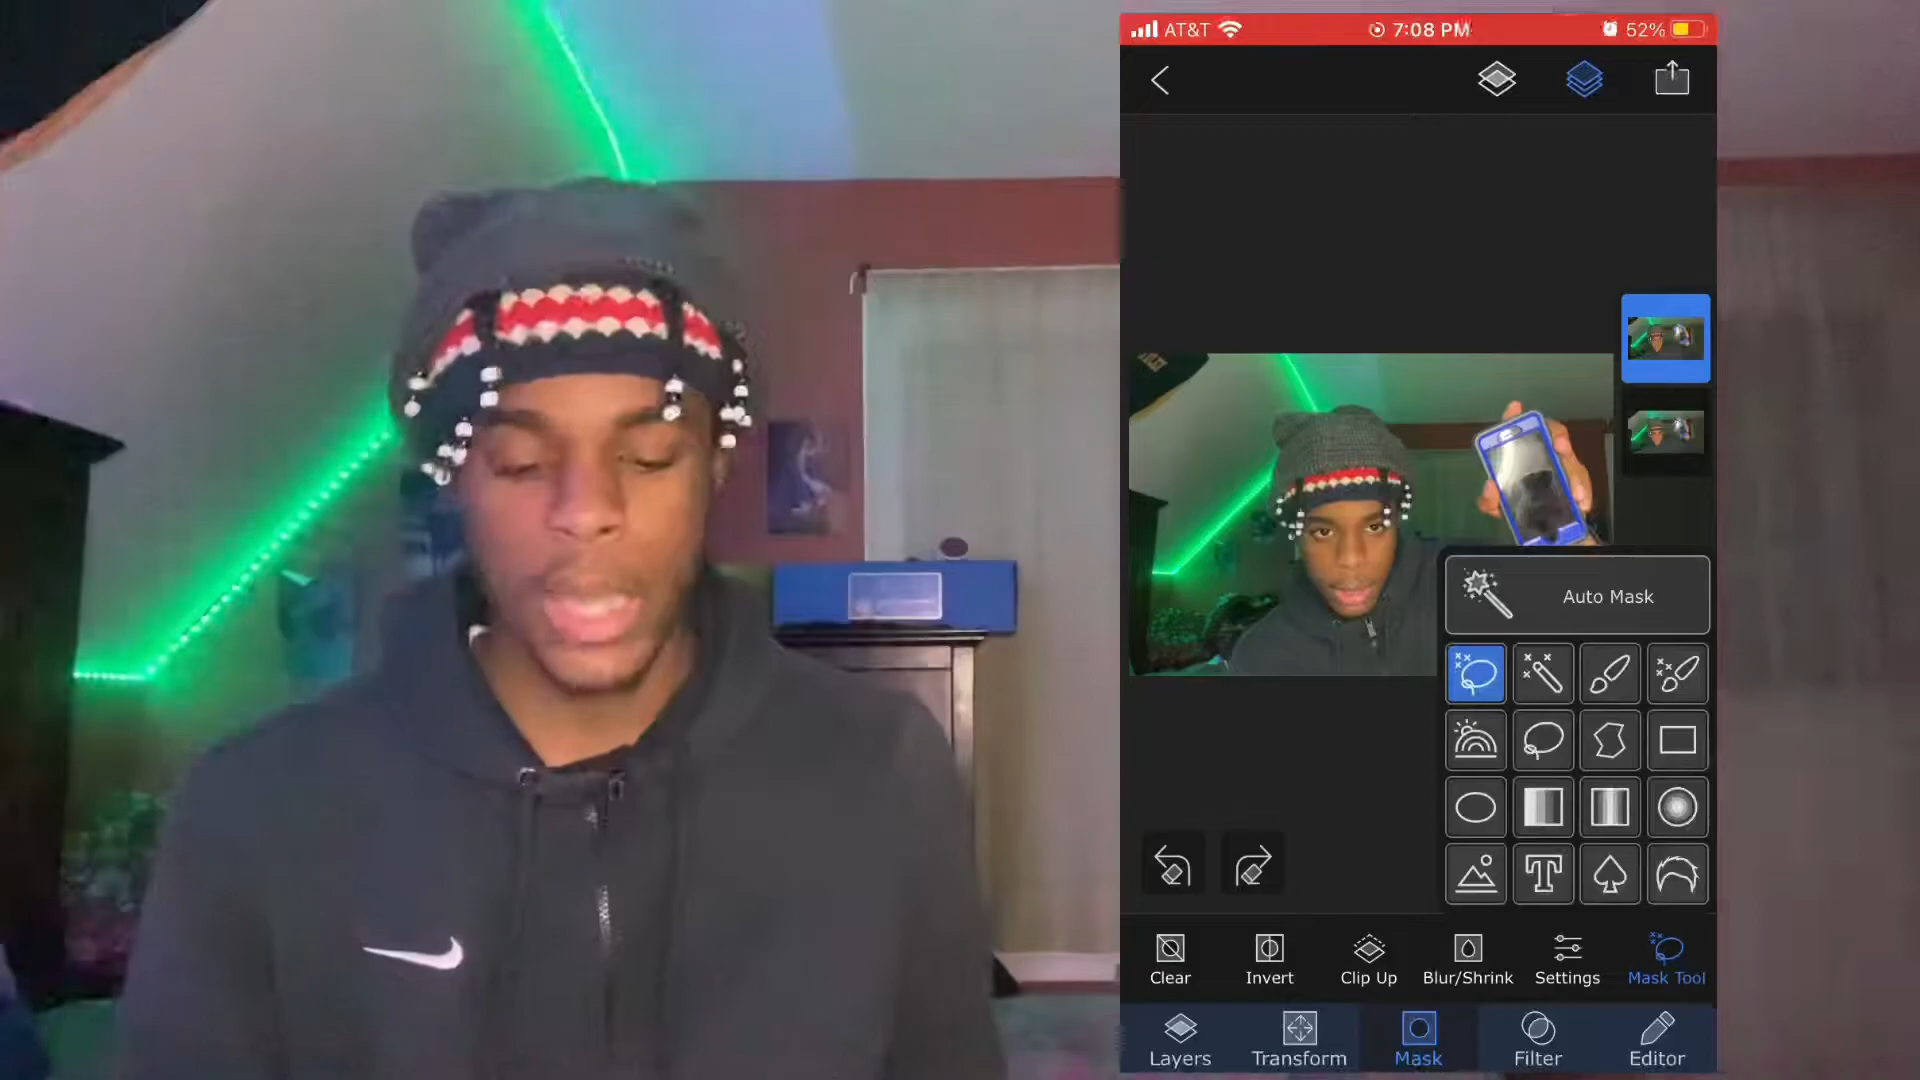 AT&T 7:08 PM 52%
Auto Mask
Clear Invert Clip Up Blur/Shrink Settings Mask Tool
Layers Transform Mask Filter Editor